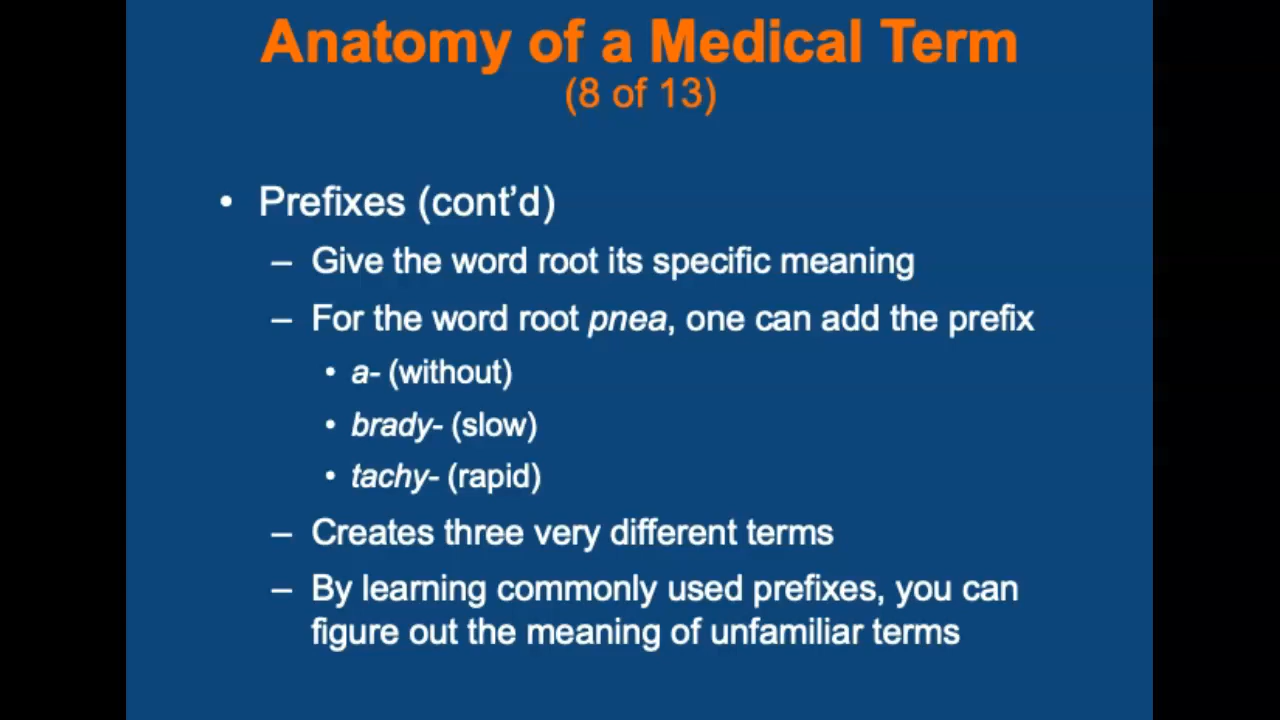 Anatomy of a Medical Term
(8 of 13)
• Prefixes (cont’d)
– Give the word root its specific meaning
– For the word root pnea, one can add the prefix
• a- (without)
• brady- (slow)
• tachy- (rapid)
– Creates three very different terms
– By learning commonly used prefixes, you can
figure out the meaning of unfamiliar terms